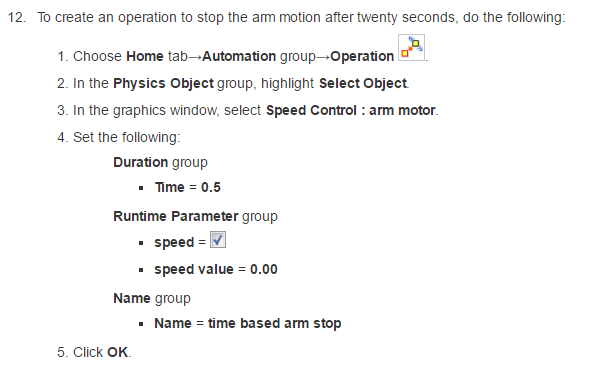 12. To create an operation to stop the arm motion after twenty seconds, do the following:
1. Choose Home tab→Automation group→Operation .
2. In the Physics Object group, highlight Select Object.
3. In the graphics window, select Speed Control : arm motor.
4. Set the following:
Duration group
▪ Time = 0.5
Runtime Parameter group
▪ speed = ☑
▪ speed value = 0.00
Name group
▪ Name = time based arm stop
5. Click OK.